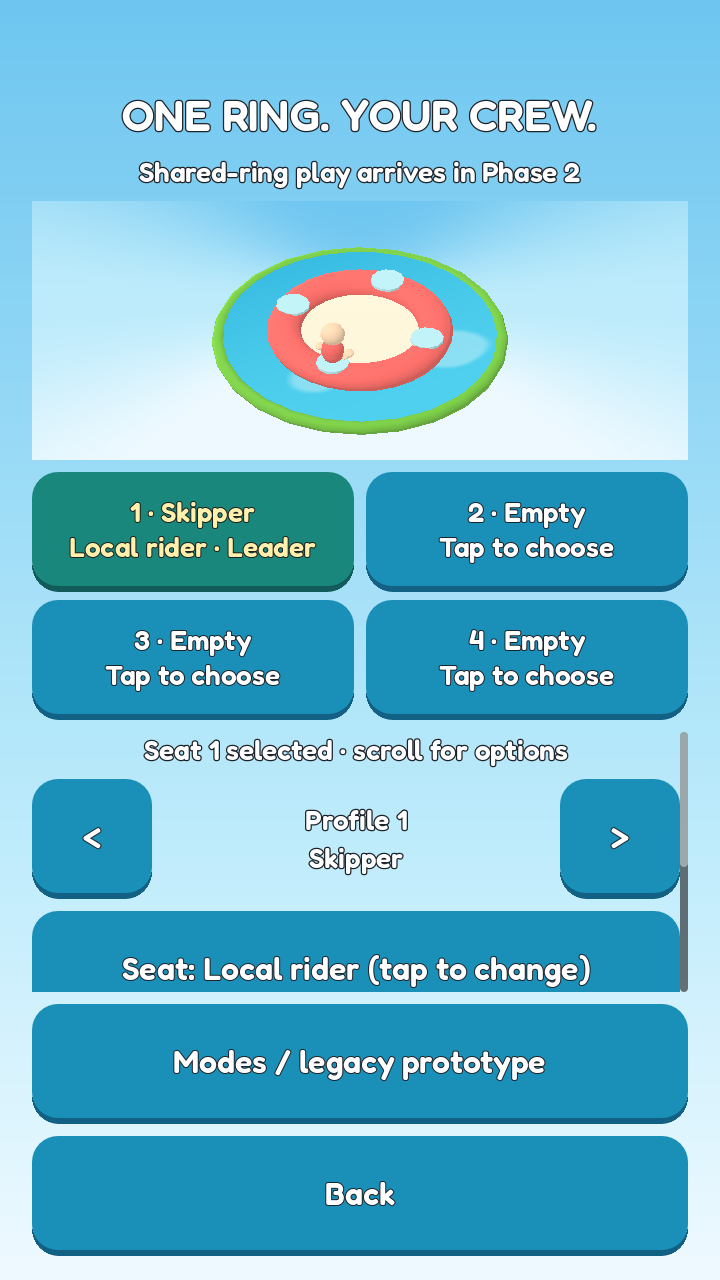 ONE RING. YOUR CREW.
Shared-ring play arrives in Phase 2
1 · Skipper
Local rider · Leader
2 · Empty
Tap to choose
3 · Empty
Tap to choose
4 · Empty
Tap to choose
Seat 1 selected · scroll for options
<
Profile 1
Skipper
>
Seat: Local rider (tap to change)
Modes / legacy prototype
Back